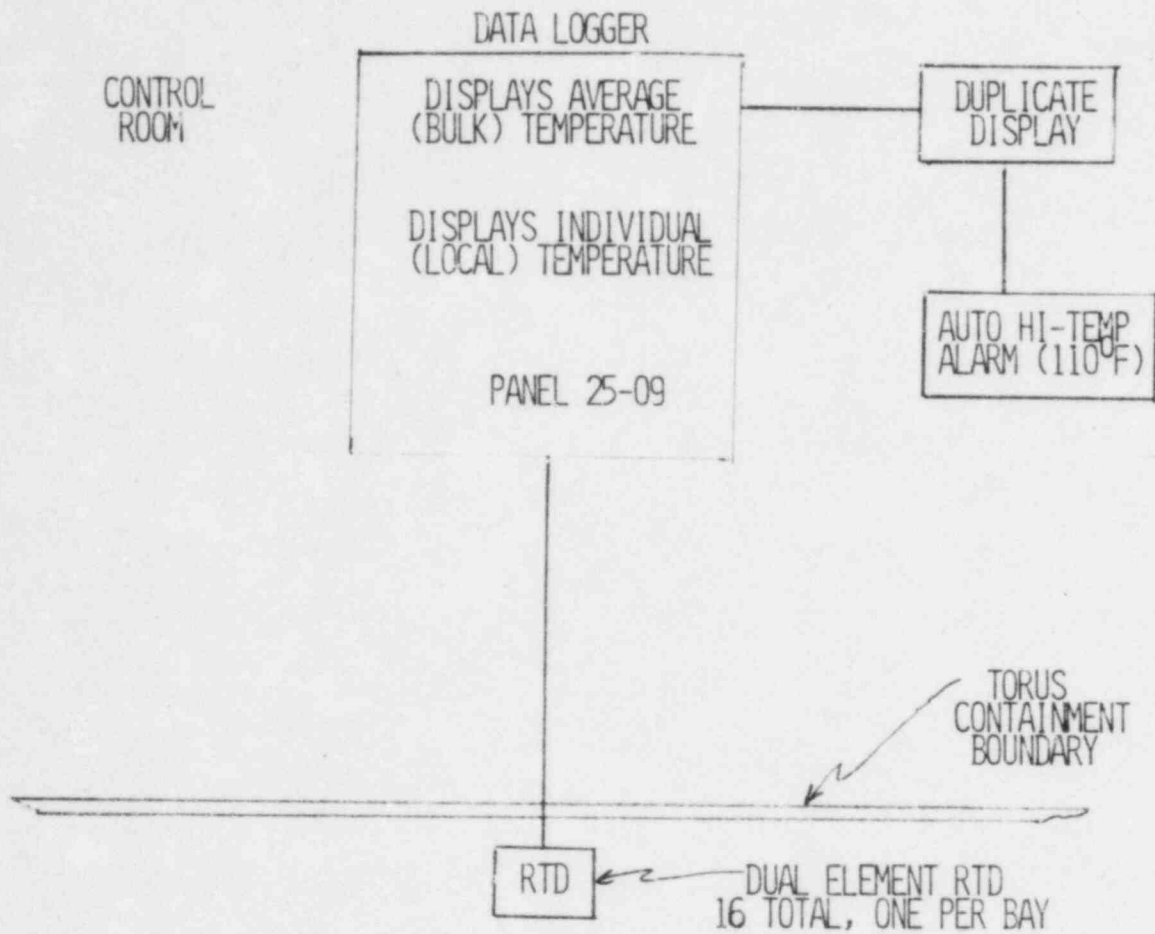 DATA LOGGER
CONTROL
ROOM
DISPLAYS AVERAGE
(BULK) TEMPERATURE
DISPLAYS INDIVIDUAL
(LOCAL) TEMPERATURE
PANEL 25-09
DUPLICATE
DISPLAY
AUTO HI-TEMP
ALARM (110°F)
TORUS
CONTAINMENT
BOUNDARY
RTD
DUAL ELEMENT RTD
16 TOTAL, ONE PER BAY